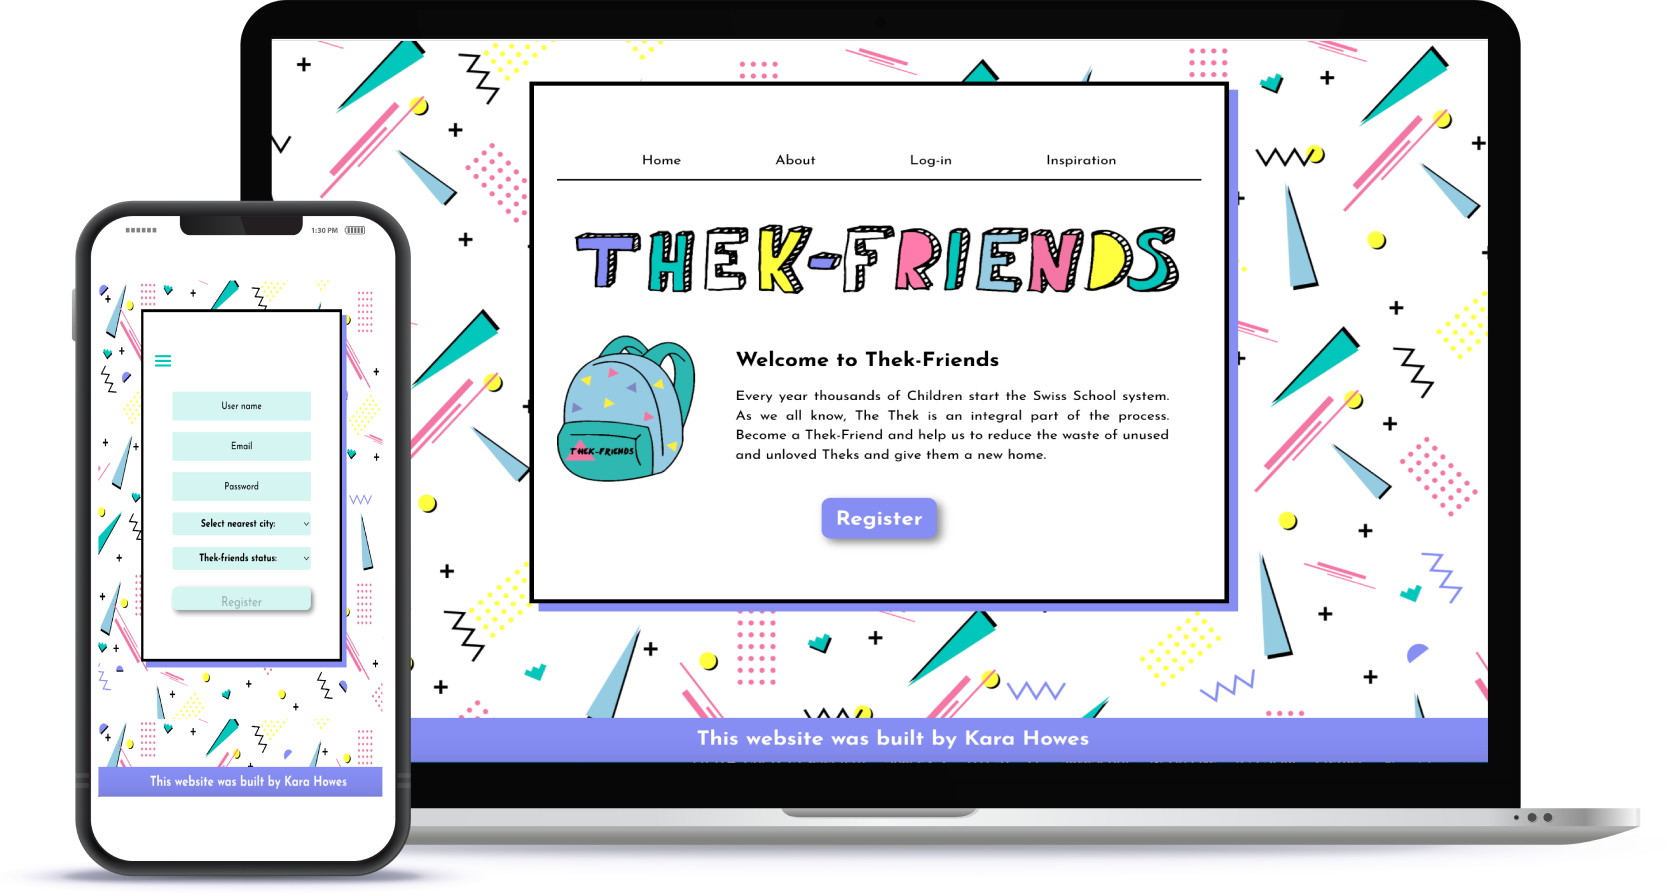 Home About Log-in Inspiration
THEK-FRIENDS
Welcome to Thek-Friends
Every year thousands of Children start the Swiss School system.
As we all know, The Thek is an integral part of the process.
Become a Thek-Friend and help us to reduce the waste of unused
and unloved Theks and give them a new home.
THEK-FRIENDS
Register
This website was built by Kara Howes
1:30 PM
User name
Email
Password
Select nearest city:
Thek-friends status:
Register
This website was built by Kara Howes